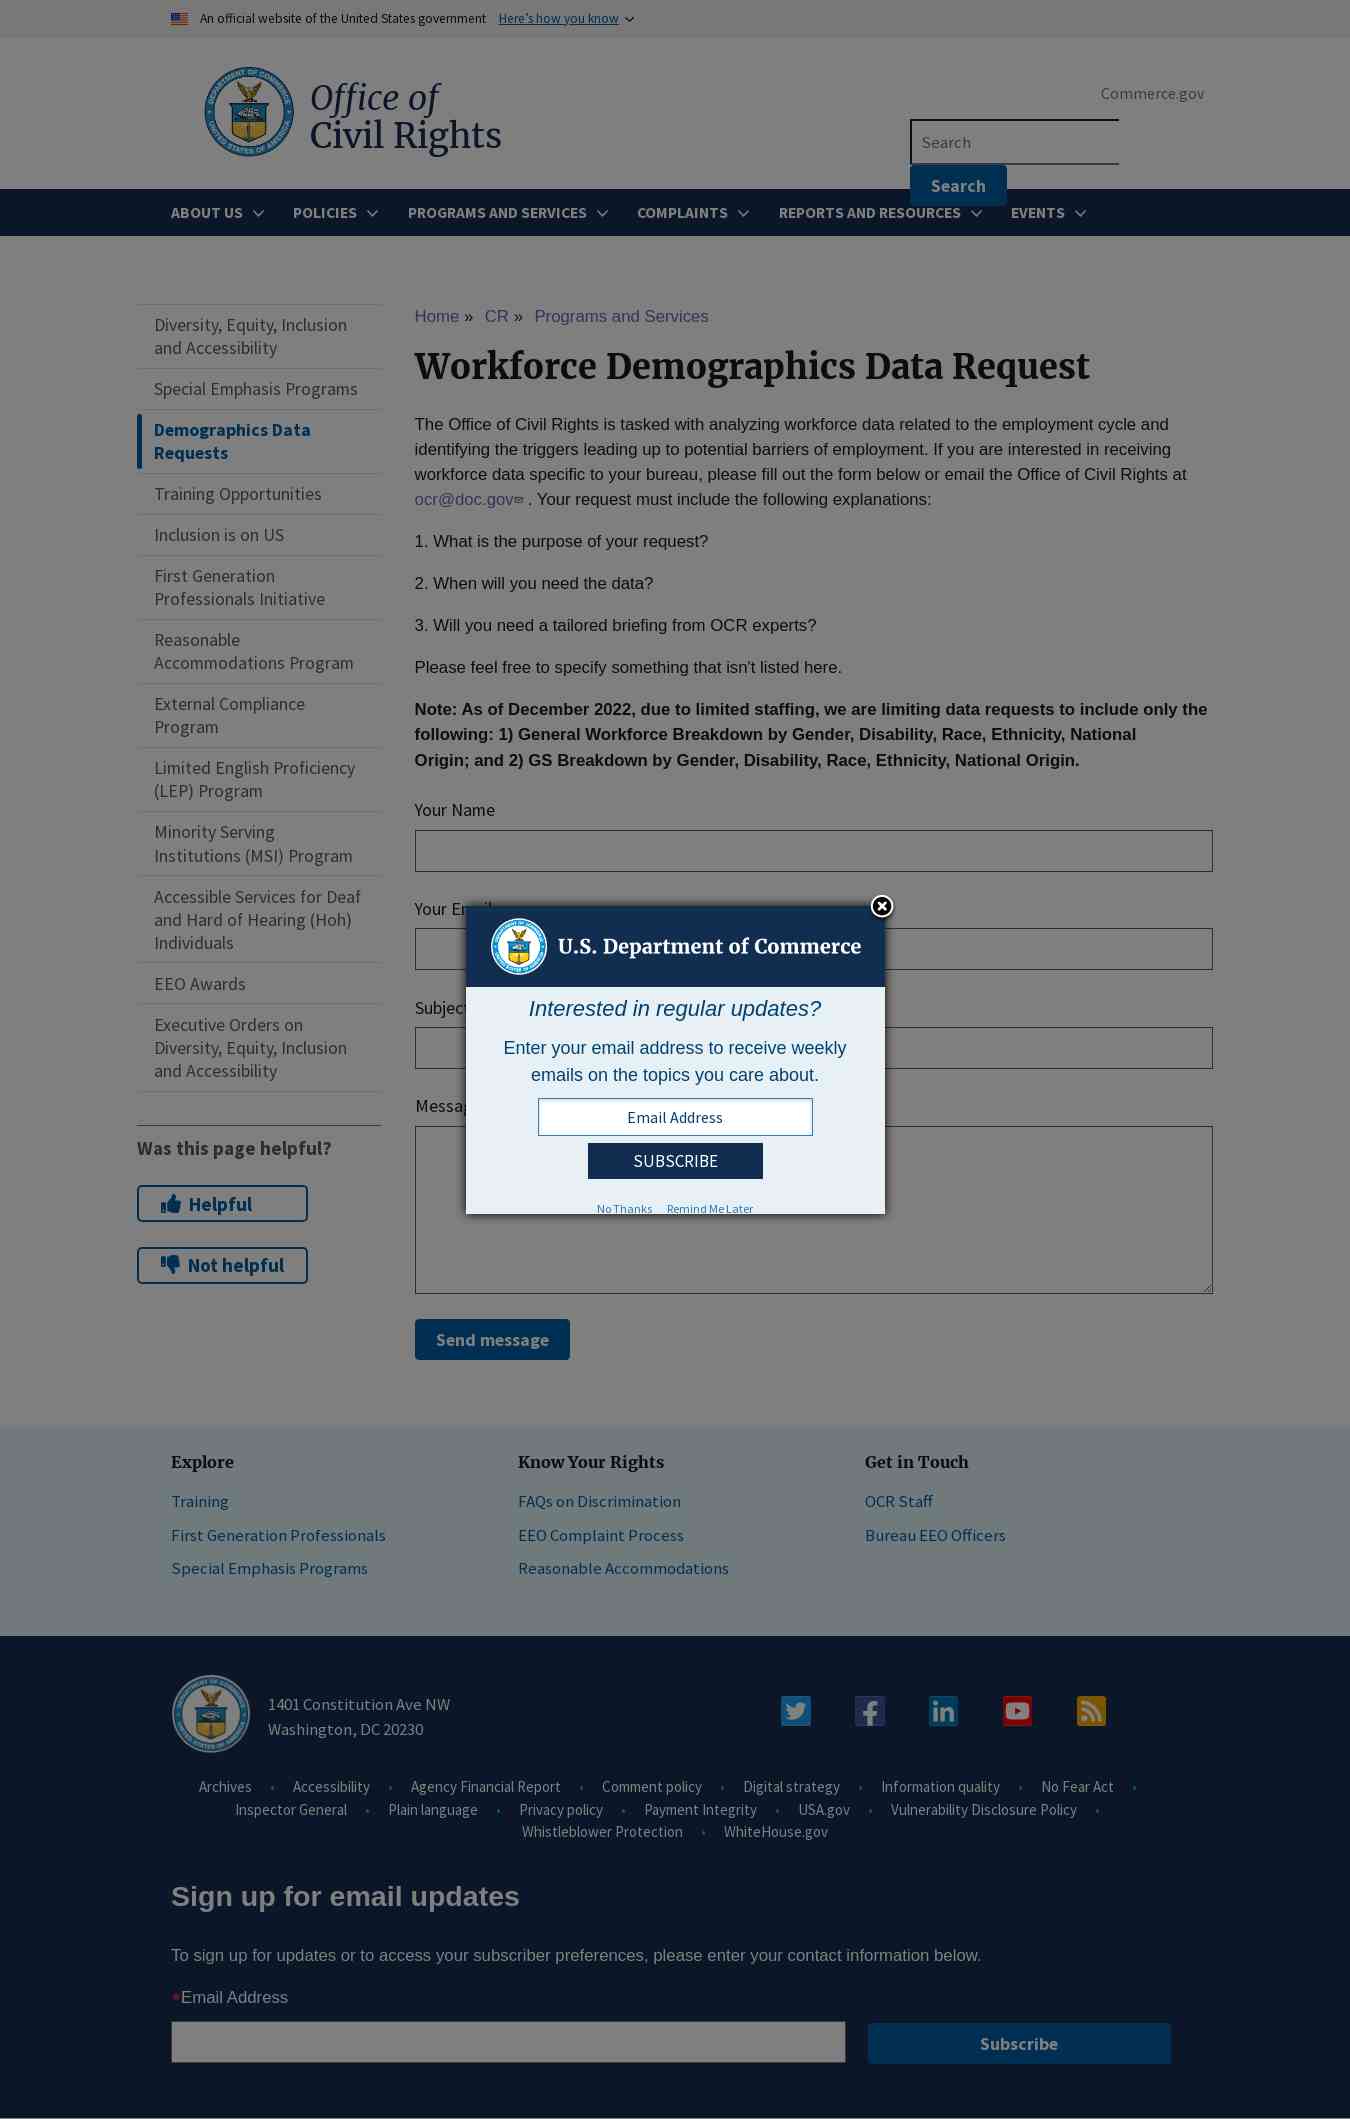 An official website of the United States government Here's how you know
Office of
Civil Rights
Commerce.gov
Search
Search
ABOUT US POLICIES PROGRAMS AND SERVICES COMPLAINTS REPORTS AND RESOURCES EVENTS
Diversity, Equity, Inclusion
and Accessibility
Special Emphasis Programs
Demographics Data
Requests
Training Opportunities
Inclusion is on US
First Generation
Professionals Initiative
Reasonable
Accommodations Program
External Compliance
Program
Limited English Proficiency
(LEP) Program
Minority Serving
Institutions (MSI) Program
Accessible Services for Deaf
and Hard of Hearing (Hoh)
Individuals
EEO Awards
Executive Orders on
Diversity, Equity, Inclusion
and Accessibility
Was this page helpful?
Helpful
Not helpful
Home » CR » Programs and Services
Workforce Demographics Data Request
The Office of Civil Rights is tasked with analyzing workforce data related to the employment cycle and
identifying the triggers leading up to potential barriers of employment. If you are interested in receiving
workforce data specific to your bureau, please fill out the form below or email the Office of Civil Rights at
ocr@doc.gov . Your request must include the following explanations:
1. What is the purpose of your request?
2. When will you need the data?
3. Will you need a tailored briefing from OCR experts?
Please feel free to specify something that isn't listed here.
Note: As of December 2022, due to limited staffing, we are limiting data requests to include only the
following: 1) General Workforce Breakdown by Gender, Disability, Race, Ethnicity, National
Origin; and 2) GS Breakdown by Gender, Disability, Race, Ethnicity, National Origin.
Your Name
Your Email
Subject
Messag
U.S. Department of Commerce
Interested in regular updates?
Enter your email address to receive weekly
emails on the topics you care about.
Email Address
SUBSCRIBE
No Thanks Remind Me Later
Send message
Explore
Training
First Generation Professionals
Special Emphasis Programs
Know Your Rights
FAQs on Discrimination
EEO Complaint Process
Reasonable Accommodations
Get in Touch
OCR Staff
Bureau EEO Officers
1401 Constitution Ave NW
Washington, DC 20230
Archives • Accessibility • Agency Financial Report • Comment policy • Digital strategy • Information quality • No Fear Act •
Inspector General • Plain language • Privacy policy • Payment Integrity • USA.gov • Vulnerability Disclosure Policy •
Whistleblower Protection • WhiteHouse.gov
Sign up for email updates
To sign up for updates or to access your subscriber preferences, please enter your contact information below.
*Email Address
Subscribe